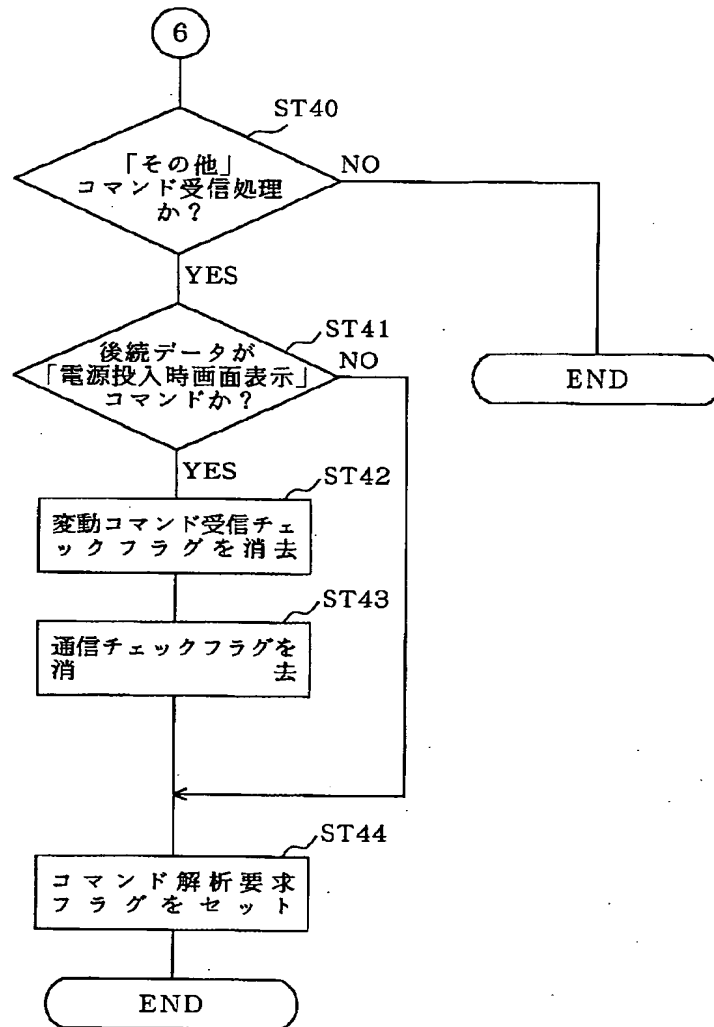 6
ST40
「その他」
コマンド受信処理
か?
NO
YES
ST41
後続データが
「電源投入時画面表示」
コマンドか?
NO
END
YES
ST42
変動コマンド受信チェ
ックフラグを消去
ST43
通信チェックフラグを
消去
ST44
コマンド解析要求
フラグをセット
END